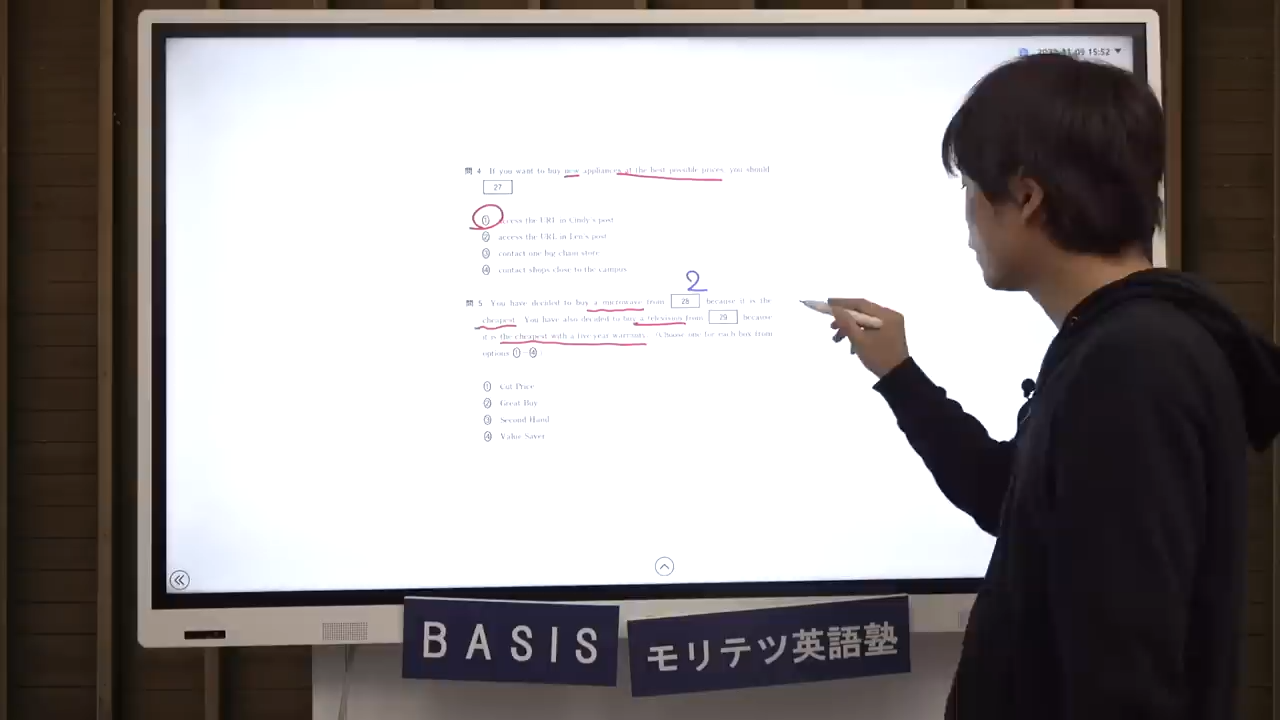 15:52
問 4 If you want to buy new appliances at the best possible prices, you should
27
① access the URL in Cindy's post
② access the URL in Len's post
③ contact one big chain store
④ contact shops close to the campus
2
問 5 You have decided to buy a microwave from 28 because it is the
cheapest. You have also decided to buy a television from 29 because
it is the cheapest with a five-year warranty. (Choose one for each box from
options ①~④.)
① Cut Price
② Great Buy
③ Second Hand
④ Value Saver
BASIS
モリテツ英語塾